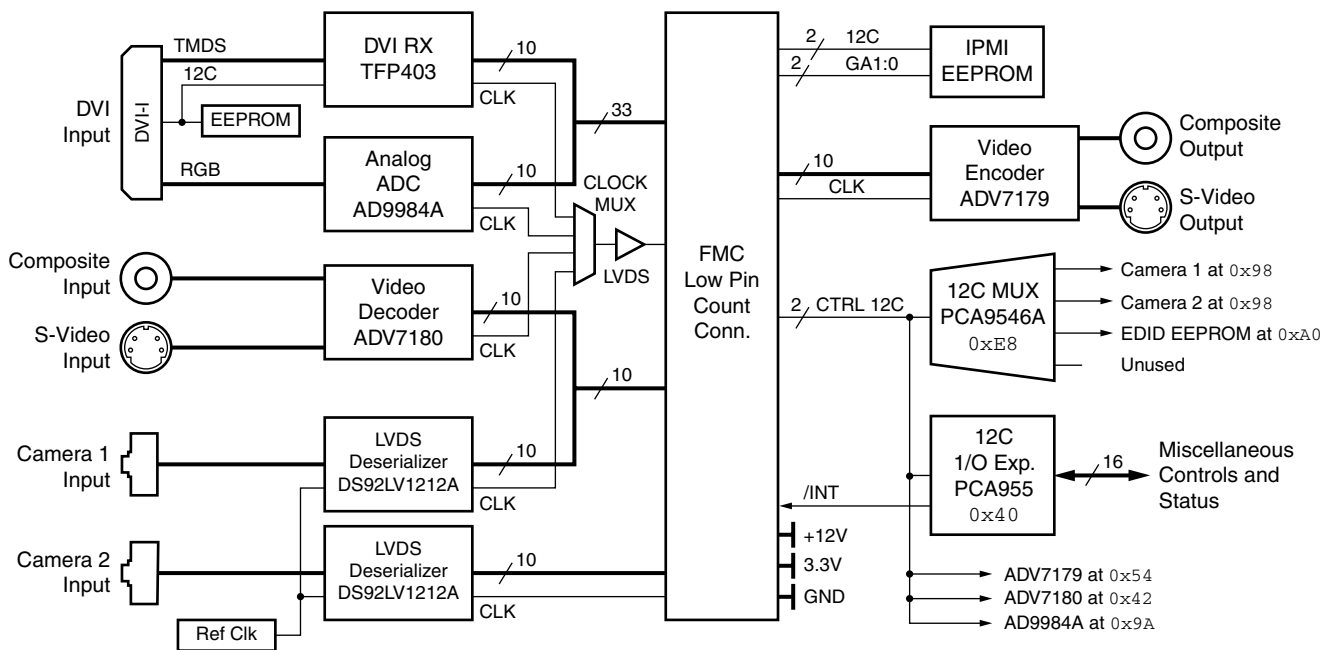 DVI
Input
DVI-I
TMDS
12C
EEPROM
RGB
DVI RX
TFP403
10
CLK
Analog
ADC
AD9984A
10
CLK
33
CLOCK
MUX
LVDS
Composite
Input
S-Video
Input
Video
Decoder
ADV7180
10
CLK
10
Camera 1
Input
LVDS
Deserializer
DS92LV1212A
10
CLK
Camera 2
Input
LVDS
Deserializer
DS92LV1212A
10
CLK
Ref Clk
FMC
Low Pin
Count
Conn.
2 12C
2 GA1:0
IPMI
EEPROM
10
CLK
Video
Encoder
ADV7179
Composite
Output
S-Video
Output
2 CTRL 12C
12C MUX
PCA9546A
0xE8
Camera 1 at 0x98
Camera 2 at 0x98
EDID EEPROM at 0xA0
Unused
12C
1/O Exp.
PCA955
0x40
16
Miscellaneous
Controls and
Status
/INT
+12V
3.3V
GND
ADV7179 at 0x54
ADV7180 at 0x42
AD9984A at 0x9A